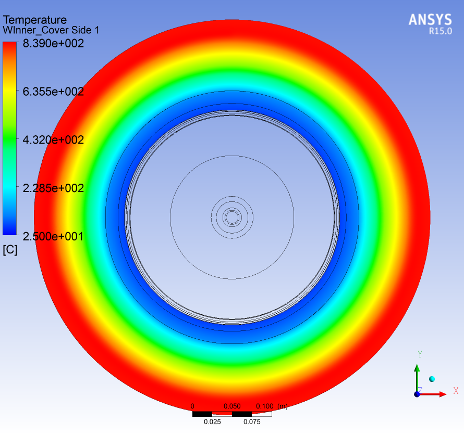 Temperature
WInner_Cover Side 1
ANSYS
R15.0
8.390e+002
6.355e+002
4.320e+002
2.285e+002
2.500e+001
[C]
Y
X
0 0.050 0.100 (m)
0.025 0.075